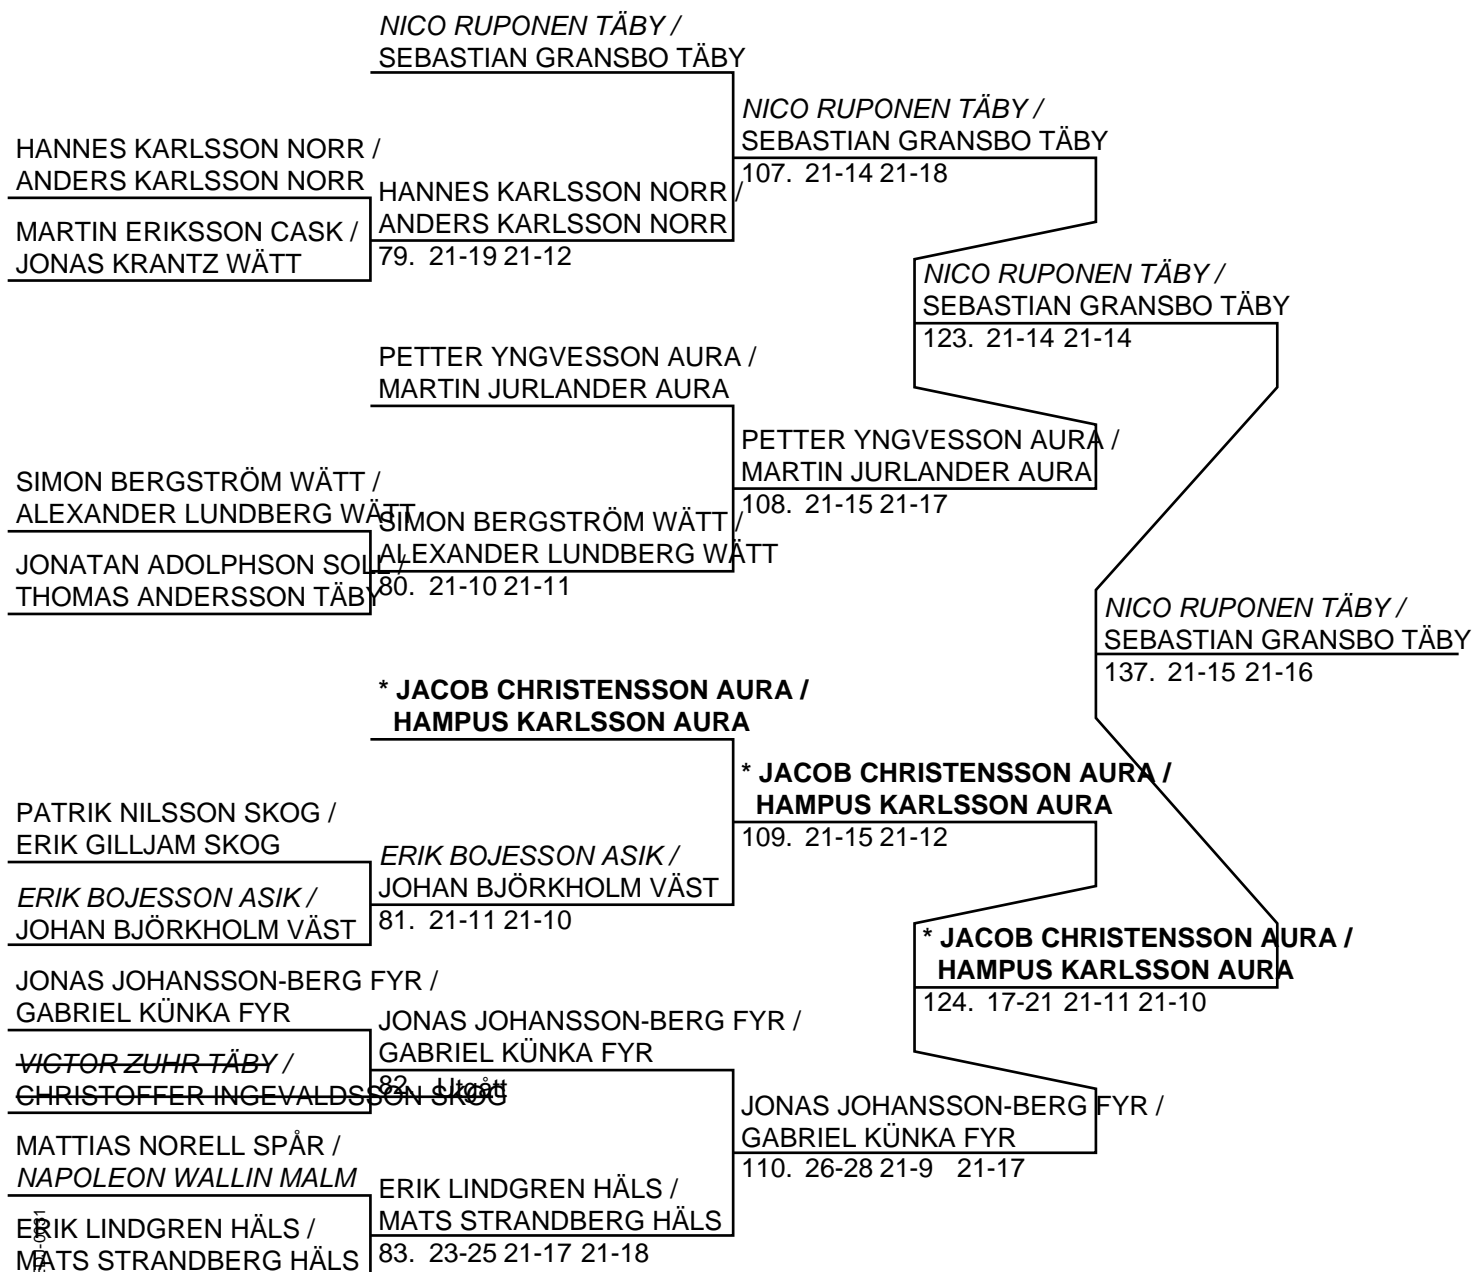 NICO RUPONEN TÄBY /
SEBASTIAN GRANSBO TÄBY
HANNES KARLSSON NORR /
ANDERS KARLSSON NORR
MARTIN ERIKSSON CASK /
JONAS KRANTZ WÄTT
HANNES KARLSSON NORR /
ANDERS KARLSSON NORR
79. 21-19 21-12
NICO RUPONEN TÄBY /
SEBASTIAN GRANSBO TÄBY
107. 21-14 21-18
PETTER YNGVESSON AURA /
MARTIN JURLANDER AURA
SIMON BERGSTRÖM WÄTT /
ALEXANDER LUNDBERG WÄTT
JONATAN ADOLPHSON SOLL /
THOMAS ANDERSSON TÄBY
SIMON BERGSTRÖM WÄTT /
ALEXANDER LUNDBERG WÄTT
80. 21-10 21-11
PETTER YNGVESSON AURA /
MARTIN JURLANDER AURA
108. 21-15 21-17
NICO RUPONEN TÄBY /
SEBASTIAN GRANSBO TÄBY
123. 21-14 21-14
* JACOB CHRISTENSSON AURA /
HAMPUS KARLSSON AURA
PATRIK NILSSON SKOG /
ERIK GILLJAM SKOG
ERIK BOJESSON ASIK /
JOHAN BJÖRKHOLM VÄST
ERIK BOJESSON ASIK /
JOHAN BJÖRKHOLM VÄST
81. 21-11 21-10
* JACOB CHRISTENSSON AURA /
HAMPUS KARLSSON AURA
109. 21-15 21-12
JONAS JOHANSSON-BERG FYR /
GABRIEL KÜNKA FYR
VICTOR ZUHR TÄBY /
CHRISTOFFER INGEVALDSSON SKOG
JONAS JOHANSSON-BERG FYR /
GABRIEL KÜNKA FYR
82. Utgått
MATTIAS NORELL SPÅR /
NAPOLEON WALLIN MALM
ERIK LINDGREN HÄLS /
MATS STRANDBERG HÄLS
ERIK LINDGREN HÄLS /
MATS STRANDBERG HÄLS
83. 23-25 21-17 21-18
JONAS JOHANSSON-BERG FYR /
GABRIEL KÜNKA FYR
110. 26-28 21-9 21-17
* JACOB CHRISTENSSON AURA /
HAMPUS KARLSSON AURA
124. 17-21 21-11 21-10
NICO RUPONEN TÄBY /
SEBASTIAN GRANSBO TÄBY
137. 21-15 21-16